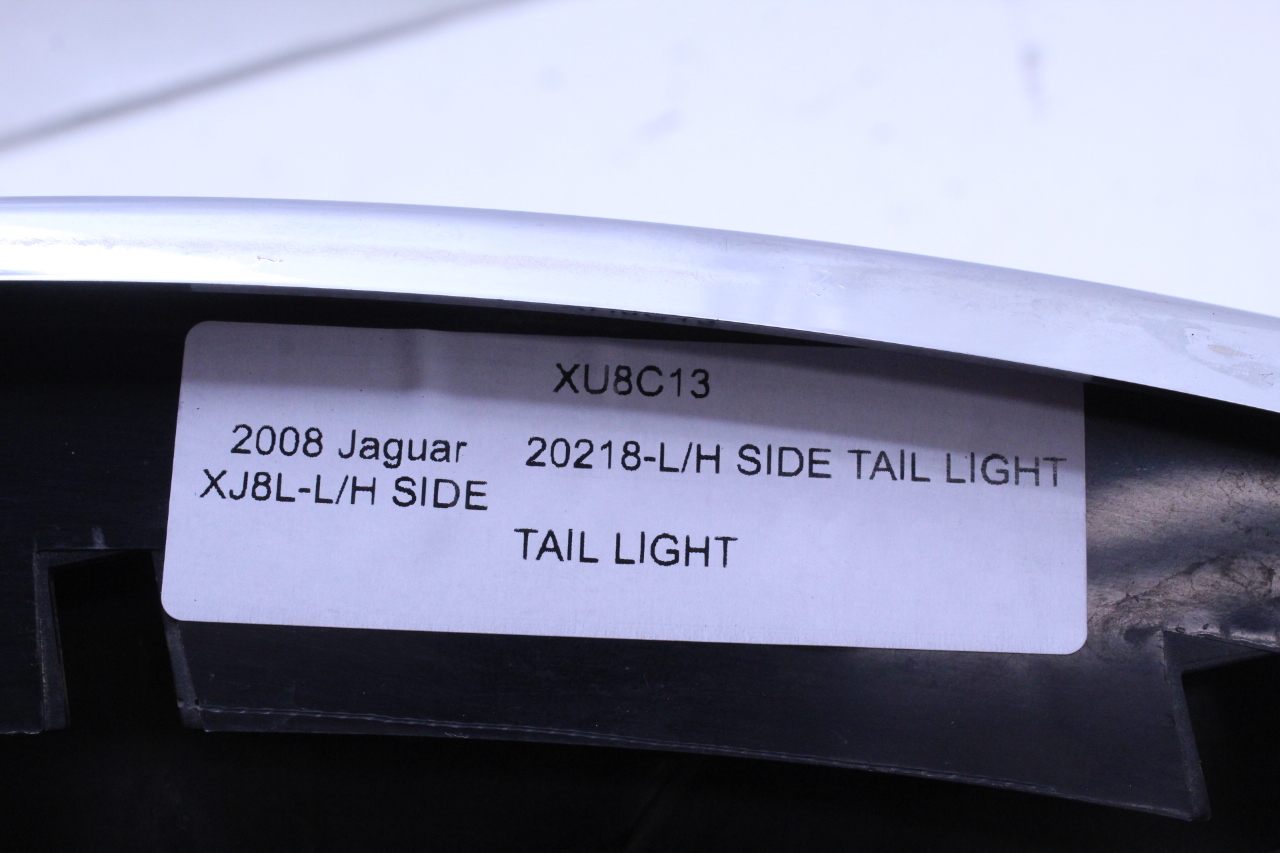 XU8C13
2008 Jaguar 20218-L/H SIDE TAIL LIGHT
XJ8L-L/H SIDE
TAIL LIGHT